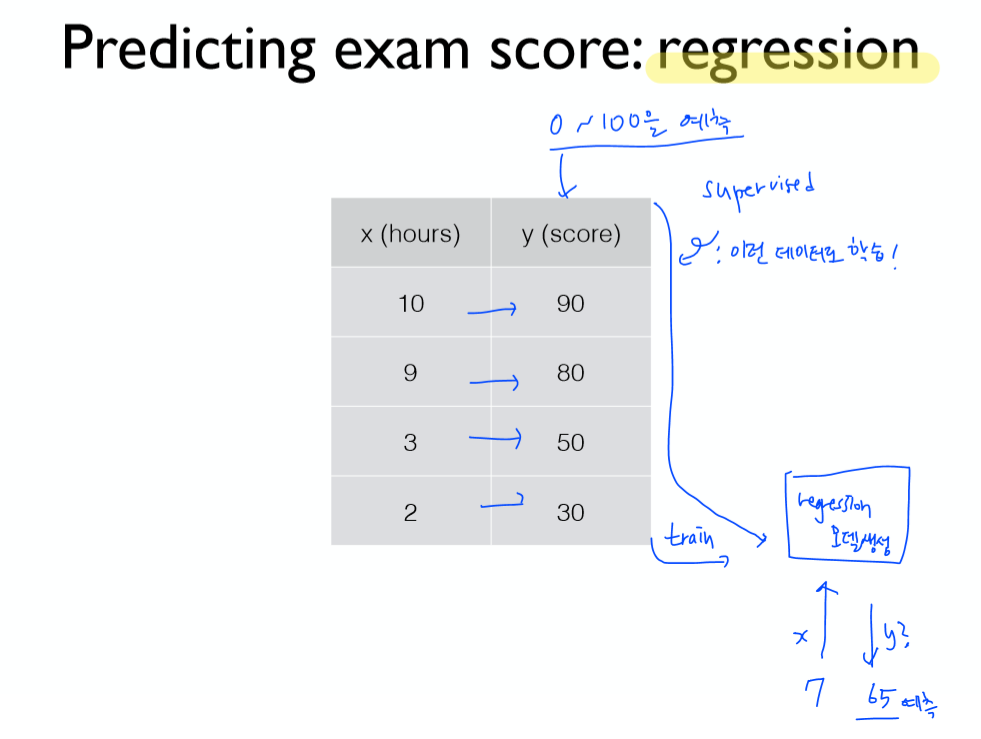 Predicting exam score: regression
0 ~ 100을 예측
supervised
: 이런 데이터로 학습!
x (hours) y (score)
10 90
9 80
3 50
2 30
train
regression
모델생성
x y?
7 65 예측